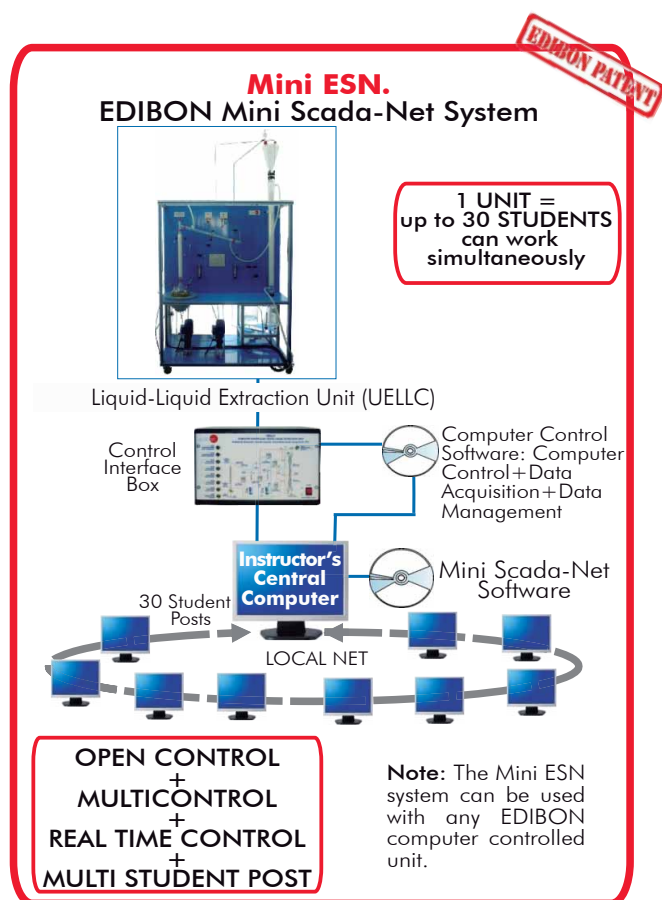 EDIBON PATENT
Mini ESN.
EDIBON Mini Scada-Net System
1 UNIT =
up to 30 STUDENTS
can work
simultaneously
Liquid-Liquid Extraction Unit (UELLC)
Control
Interface
Box
Computer Control
Software: Computer
Control+Data
Acquisition+Data
Management
Instructor's
Central
Computer
Mini Scada-Net
Software
30 Student
Posts
LOCAL NET
OPEN CONTROL
+
MULTICONTROL
+
REAL TIME CONTROL
+
MULTI STUDENT POST
Note: The Mini ESN
system can be used
with any EDIBON
computer controlled
unit.